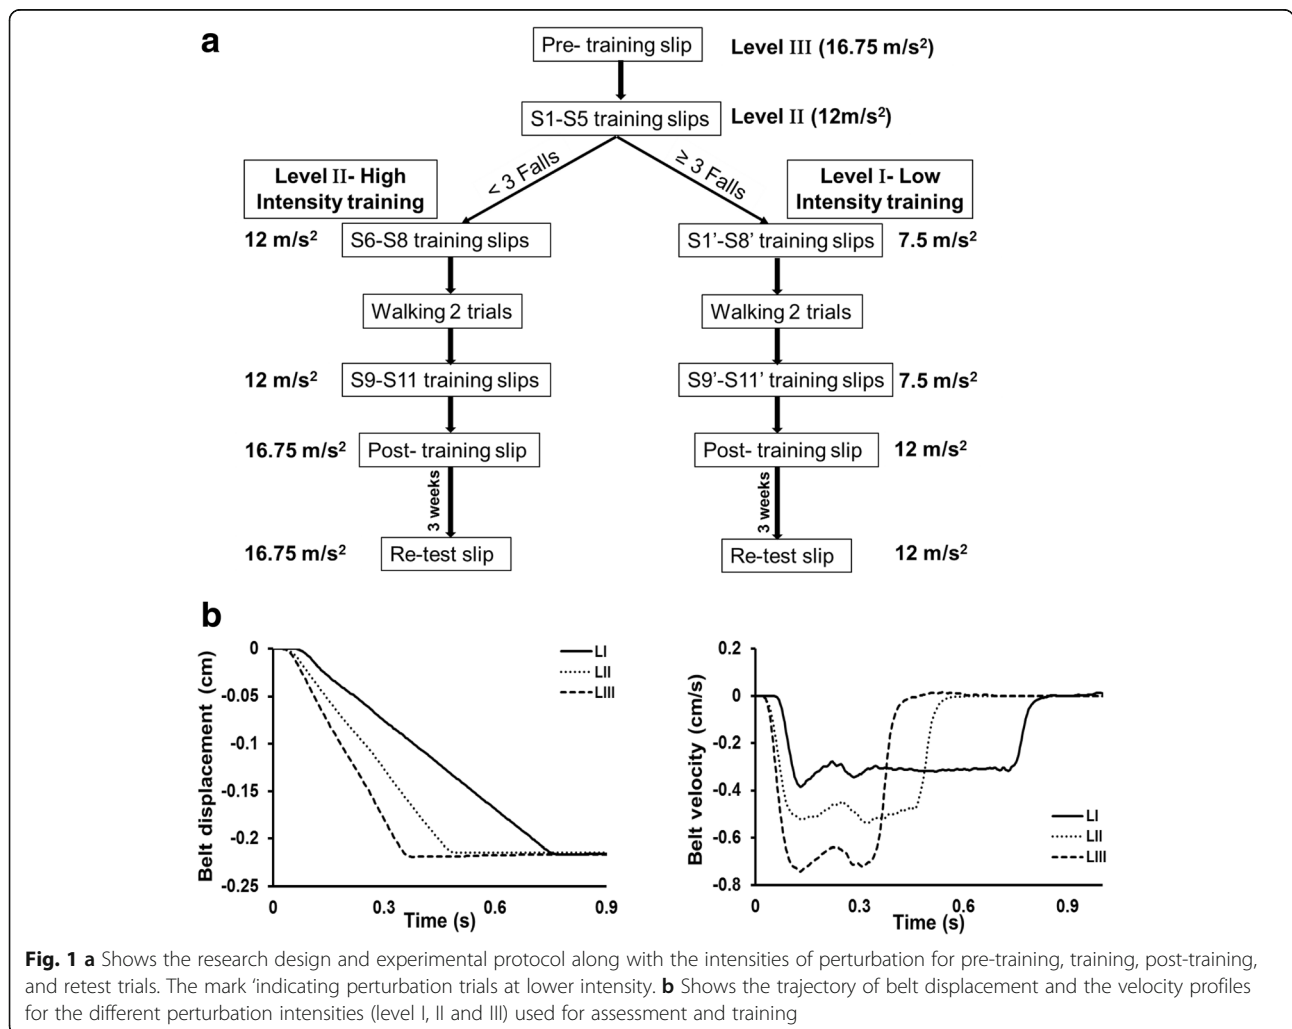 a
Pre- training slip
Level III (16.75 m/s²)
S1-S5 training slips
Level II (12m/s²)
< 3 Falls
≥ 3 Falls
Level II- High
Intensity training
Level I- Low
Intensity training
12 m/s²
S6-S8 training slips
S1’-S8’ training slips
7.5 m/s²
Walking 2 trials
Walking 2 trials
12 m/s²
S9-S11 training slips
S9’-S11’ training slips
7.5 m/s²
16.75 m/s²
Post- training slip
Post- training slip
12 m/s²
3 weeks
3 weeks
16.75 m/s²
Re-test slip
Re-test slip
12 m/s²
b
Belt displacement (cm)
0
-0.05
-0.1
-0.15
-0.2
-0.25
LI
LII
LIII
0
0.3
0.6
0.9
Time (s)
Belt velocity (cm/s)
0.2
0
-0.2
-0.4
-0.6
-0.8
LI
LII
LIII
0
0.3
0.6
0.9
Time (s)
Fig. 1 a Shows the research design and experimental protocol along with the intensities of perturbation for pre-training, training, post-training,
and retest trials. The mark ‘indicating perturbation trials at lower intensity. b Shows the trajectory of belt displacement and the velocity profiles
for the different perturbation intensities (level I, II and III) used for assessment and training